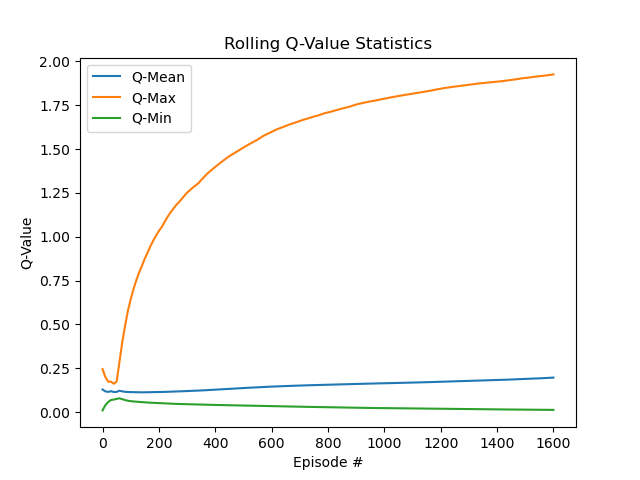 Rolling Q-Value Statistics
2.00
1.75
1.50
1.25
1.00
0.75
0.50
0.25
0.00
Q-Value
Q-Mean
Q-Max
Q-Min
0 200 400 600 800 1000 1200 1400 1600
Episode #